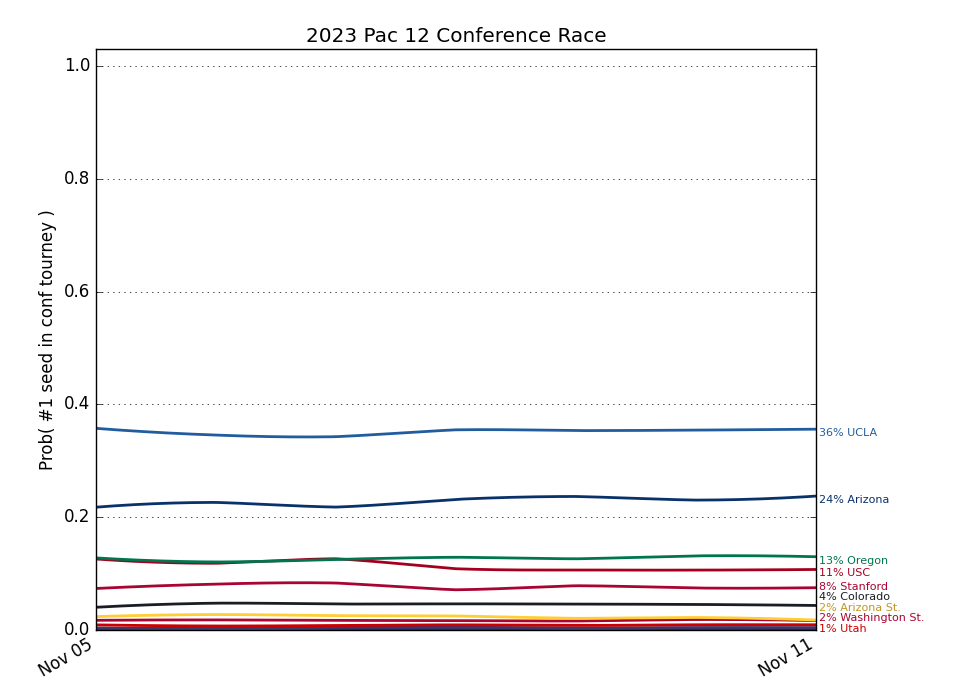 2023 Pac 12 Conference Race
Prob( #1 seed in conf tourney )
1.0
0.8
0.6
0.4
0.2
0.0
Nov 05
Nov 11
36% UCLA
24% Arizona
13% Oregon
11% USC
8% Stanford
4% Colorado
2% Arizona St.
2% Washington St.
1% Utah